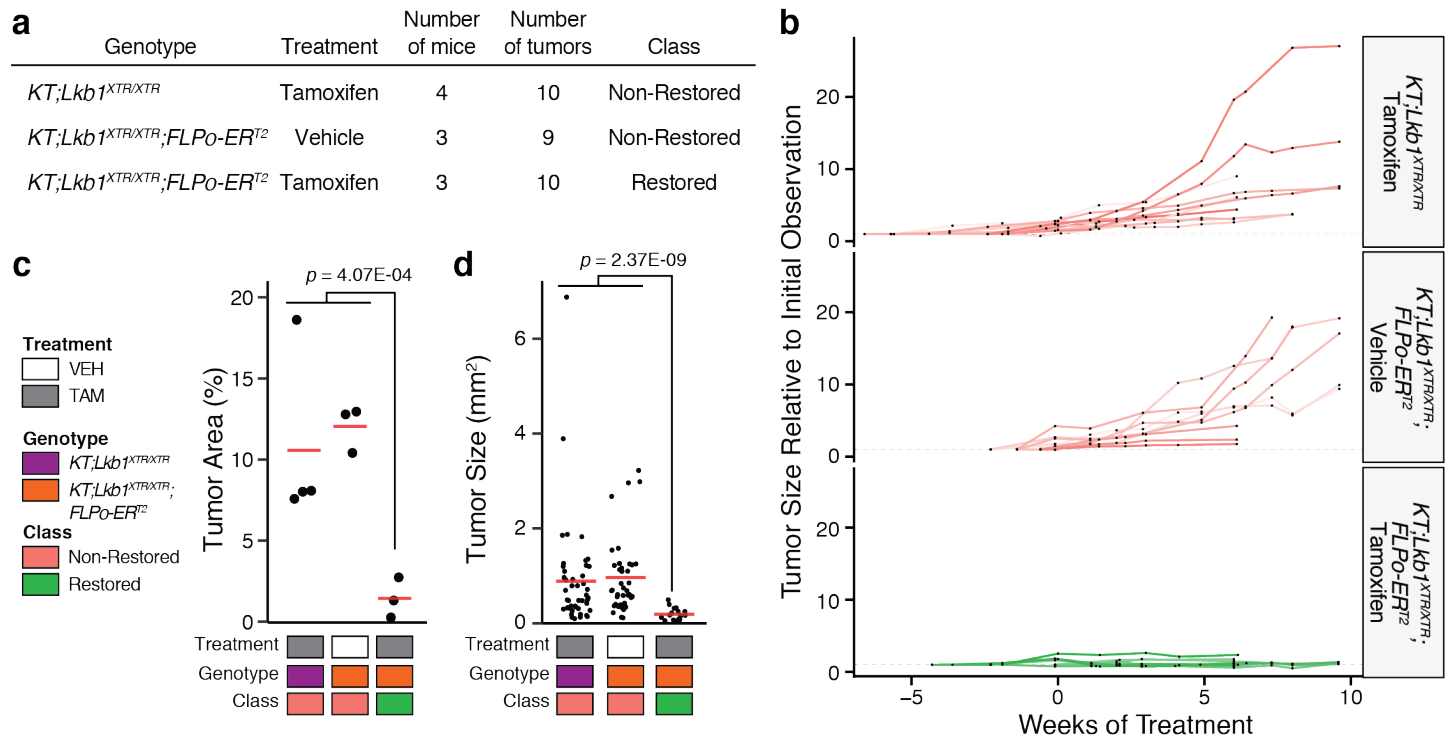 a
Genotype Treatment Number of mice Number of tumors Class
KT;Lkb1XTR/XTR Tamoxifen 4 10 Non-Restored
KT;Lkb1XTR/XTR;FLPo-ERT2 Vehicle 3 9 Non-Restored
KT;Lkb1XTR/XTR;FLPo-ERT2 Tamoxifen 3 10 Restored
b
Tumor Size Relative to Initial Observation
20
10
0
KT;Lkb1XTR/XTR
Tamoxifen
20
10
0
KT;Lkb1XTR/XTR;
FLPo-ERT2
Vehicle
20
10
0
KT;Lkb1XTR/XTR;
FLPo-ERT2
Tamoxifen
−5 0 5 10
Weeks of Treatment
c
Treatment
VEH
TAM
Genotype
KT;Lkb1XTR/XTR
KT;Lkb1XTR/XTR;
FLPo-ERT2
Class
Non-Restored
Restored
p = 4.07E-04
Tumor Area (%)
20
15
10
5
0
Treatment
Genotype
Class
d
p = 2.37E-09
Tumor Size (mm2)
6
4
2
0
Treatment
Genotype
Class